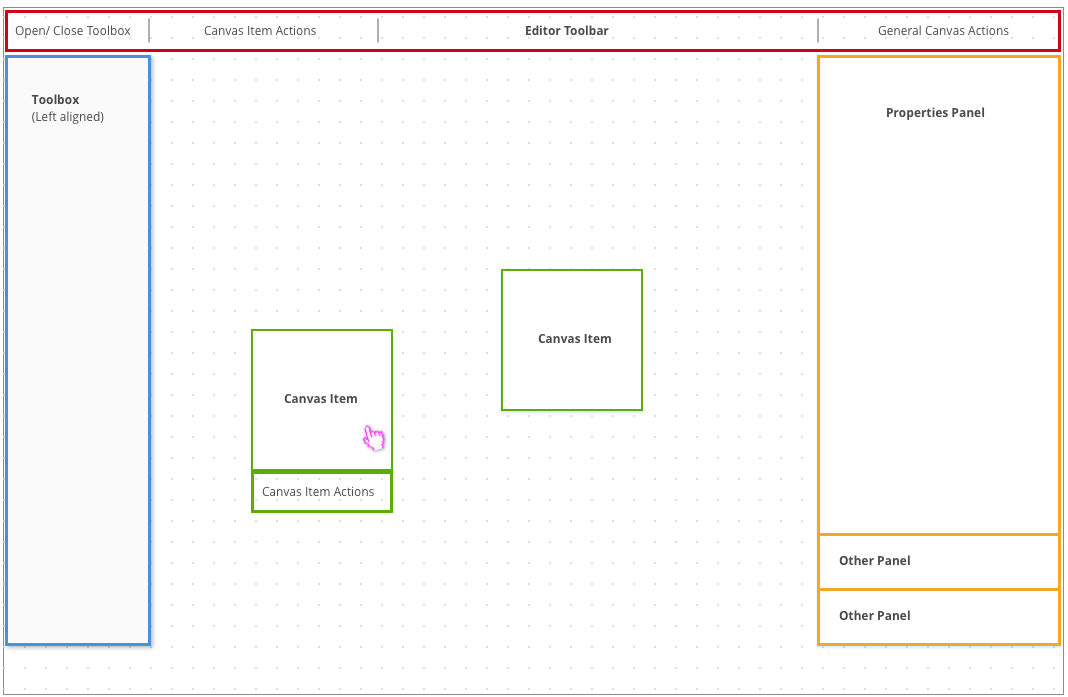 Open/ Close Toolbox
Canvas Item Actions
Editor Toolbar
General Canvas Actions
Toolbox
(Left aligned)
Properties Panel
Canvas Item
Canvas Item
Canvas Item Actions
Other Panel
Other Panel